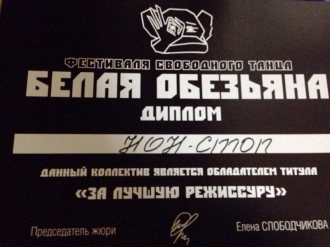 ФЕСТИВАЛЯ СВОБОДНОГО ТАНЦА
БЕЛАЯ ОБЕЗЬЯНА
ДИПЛОМ
НОН-СТОП
ДАННЫЙ КОЛЛЕКТИВ ЯВЛЯЕТСЯ ОБЛАДАТЕЛЕМ ТИТУЛА
«ЗА ЛУЧШУЮ РЕЖИССУРУ»
Председатель жюри Елена СЛОБОДЧИКОВА